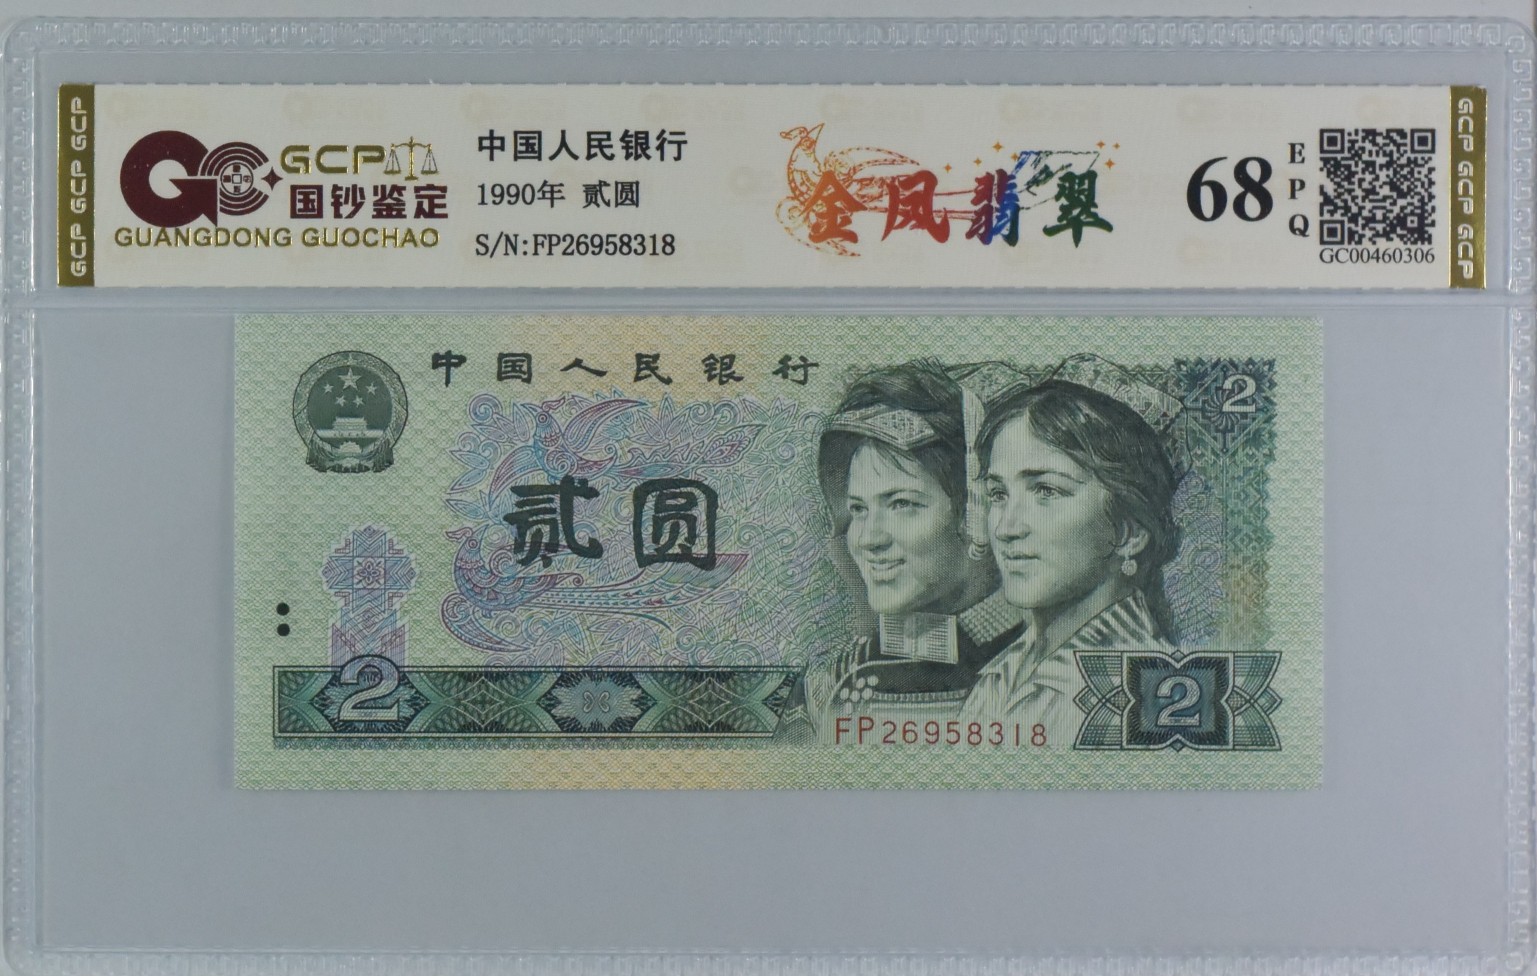 GCP
国钞鉴定
GUANGDONG GUOCHAO
中国人民银行
1990年 贰圆
S/N:FP26958318
金凤翡翠
68
EPQ
GC00460306
GCP GCP GCP
GCP GCP GCP
中国人民银行
2
贰圆
2
FP26958318
2